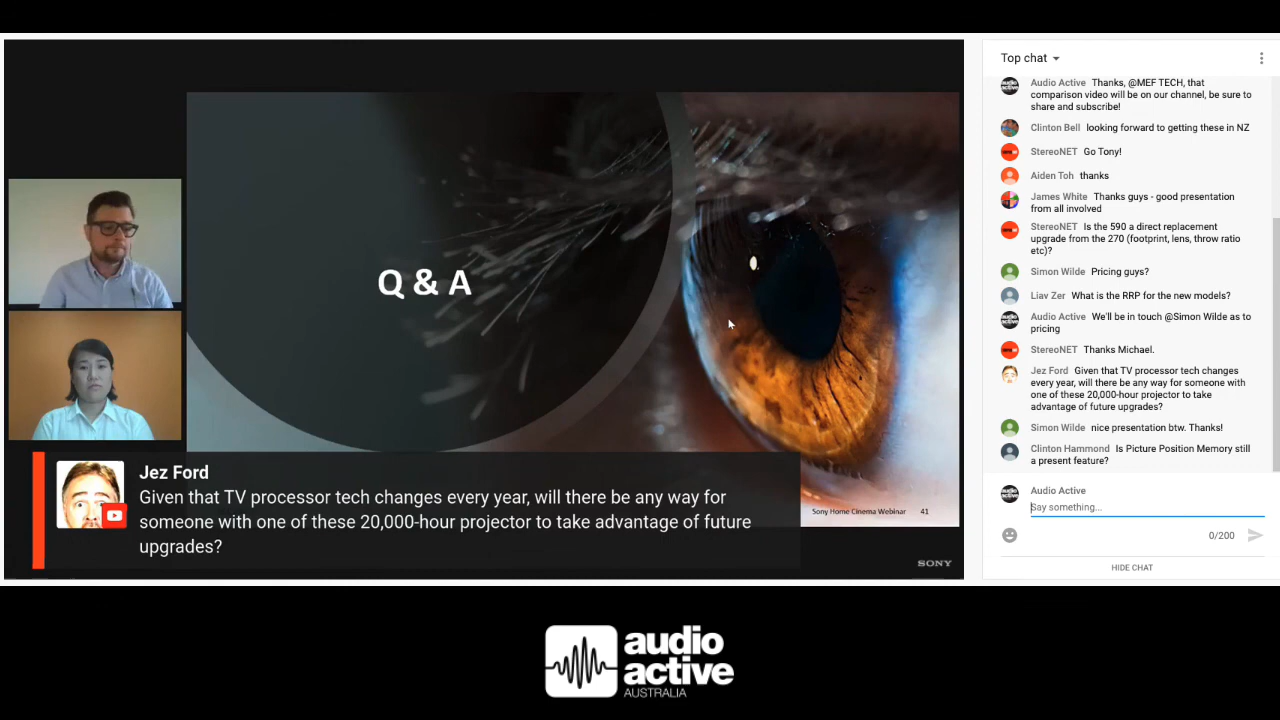 Q & A
Jez Ford
Given that TV processor tech changes every year, will there be any way for
someone with one of these 20,000-hour projector to take advantage of future
upgrades?
Sony Home Cinema Webinar 41
SONY
Top chat
Audio Active Thanks, @MEF TECH, that
comparison video will be on our channel, be sure to
share and subscribe!
Clinton Bell looking forward to getting these in NZ
StereoNET Go Tony!
Aiden Toh thanks
James White Thanks guys - good presentation
from all involved
StereoNET Is the 590 a direct replacement
upgrade from the 270 (footprint, lens, throw ratio
etc)?
Simon Wilde Pricing guys?
Liav Zer What is the RRP for the new models?
Audio Active We'll be in touch @Simon Wilde as to
pricing
StereoNET Thanks Michael.
Jez Ford Given that TV processor tech changes
every year, will there be any way for someone with
one of these 20,000-hour projector to take
advantage of future upgrades?
Simon Wilde nice presentation btw. Thanks!
Clinton Hammond Is Picture Position Memory still
a present feature?
Audio Active
Say something...
0/200
HIDE CHAT
audio
active
AUSTRALIA